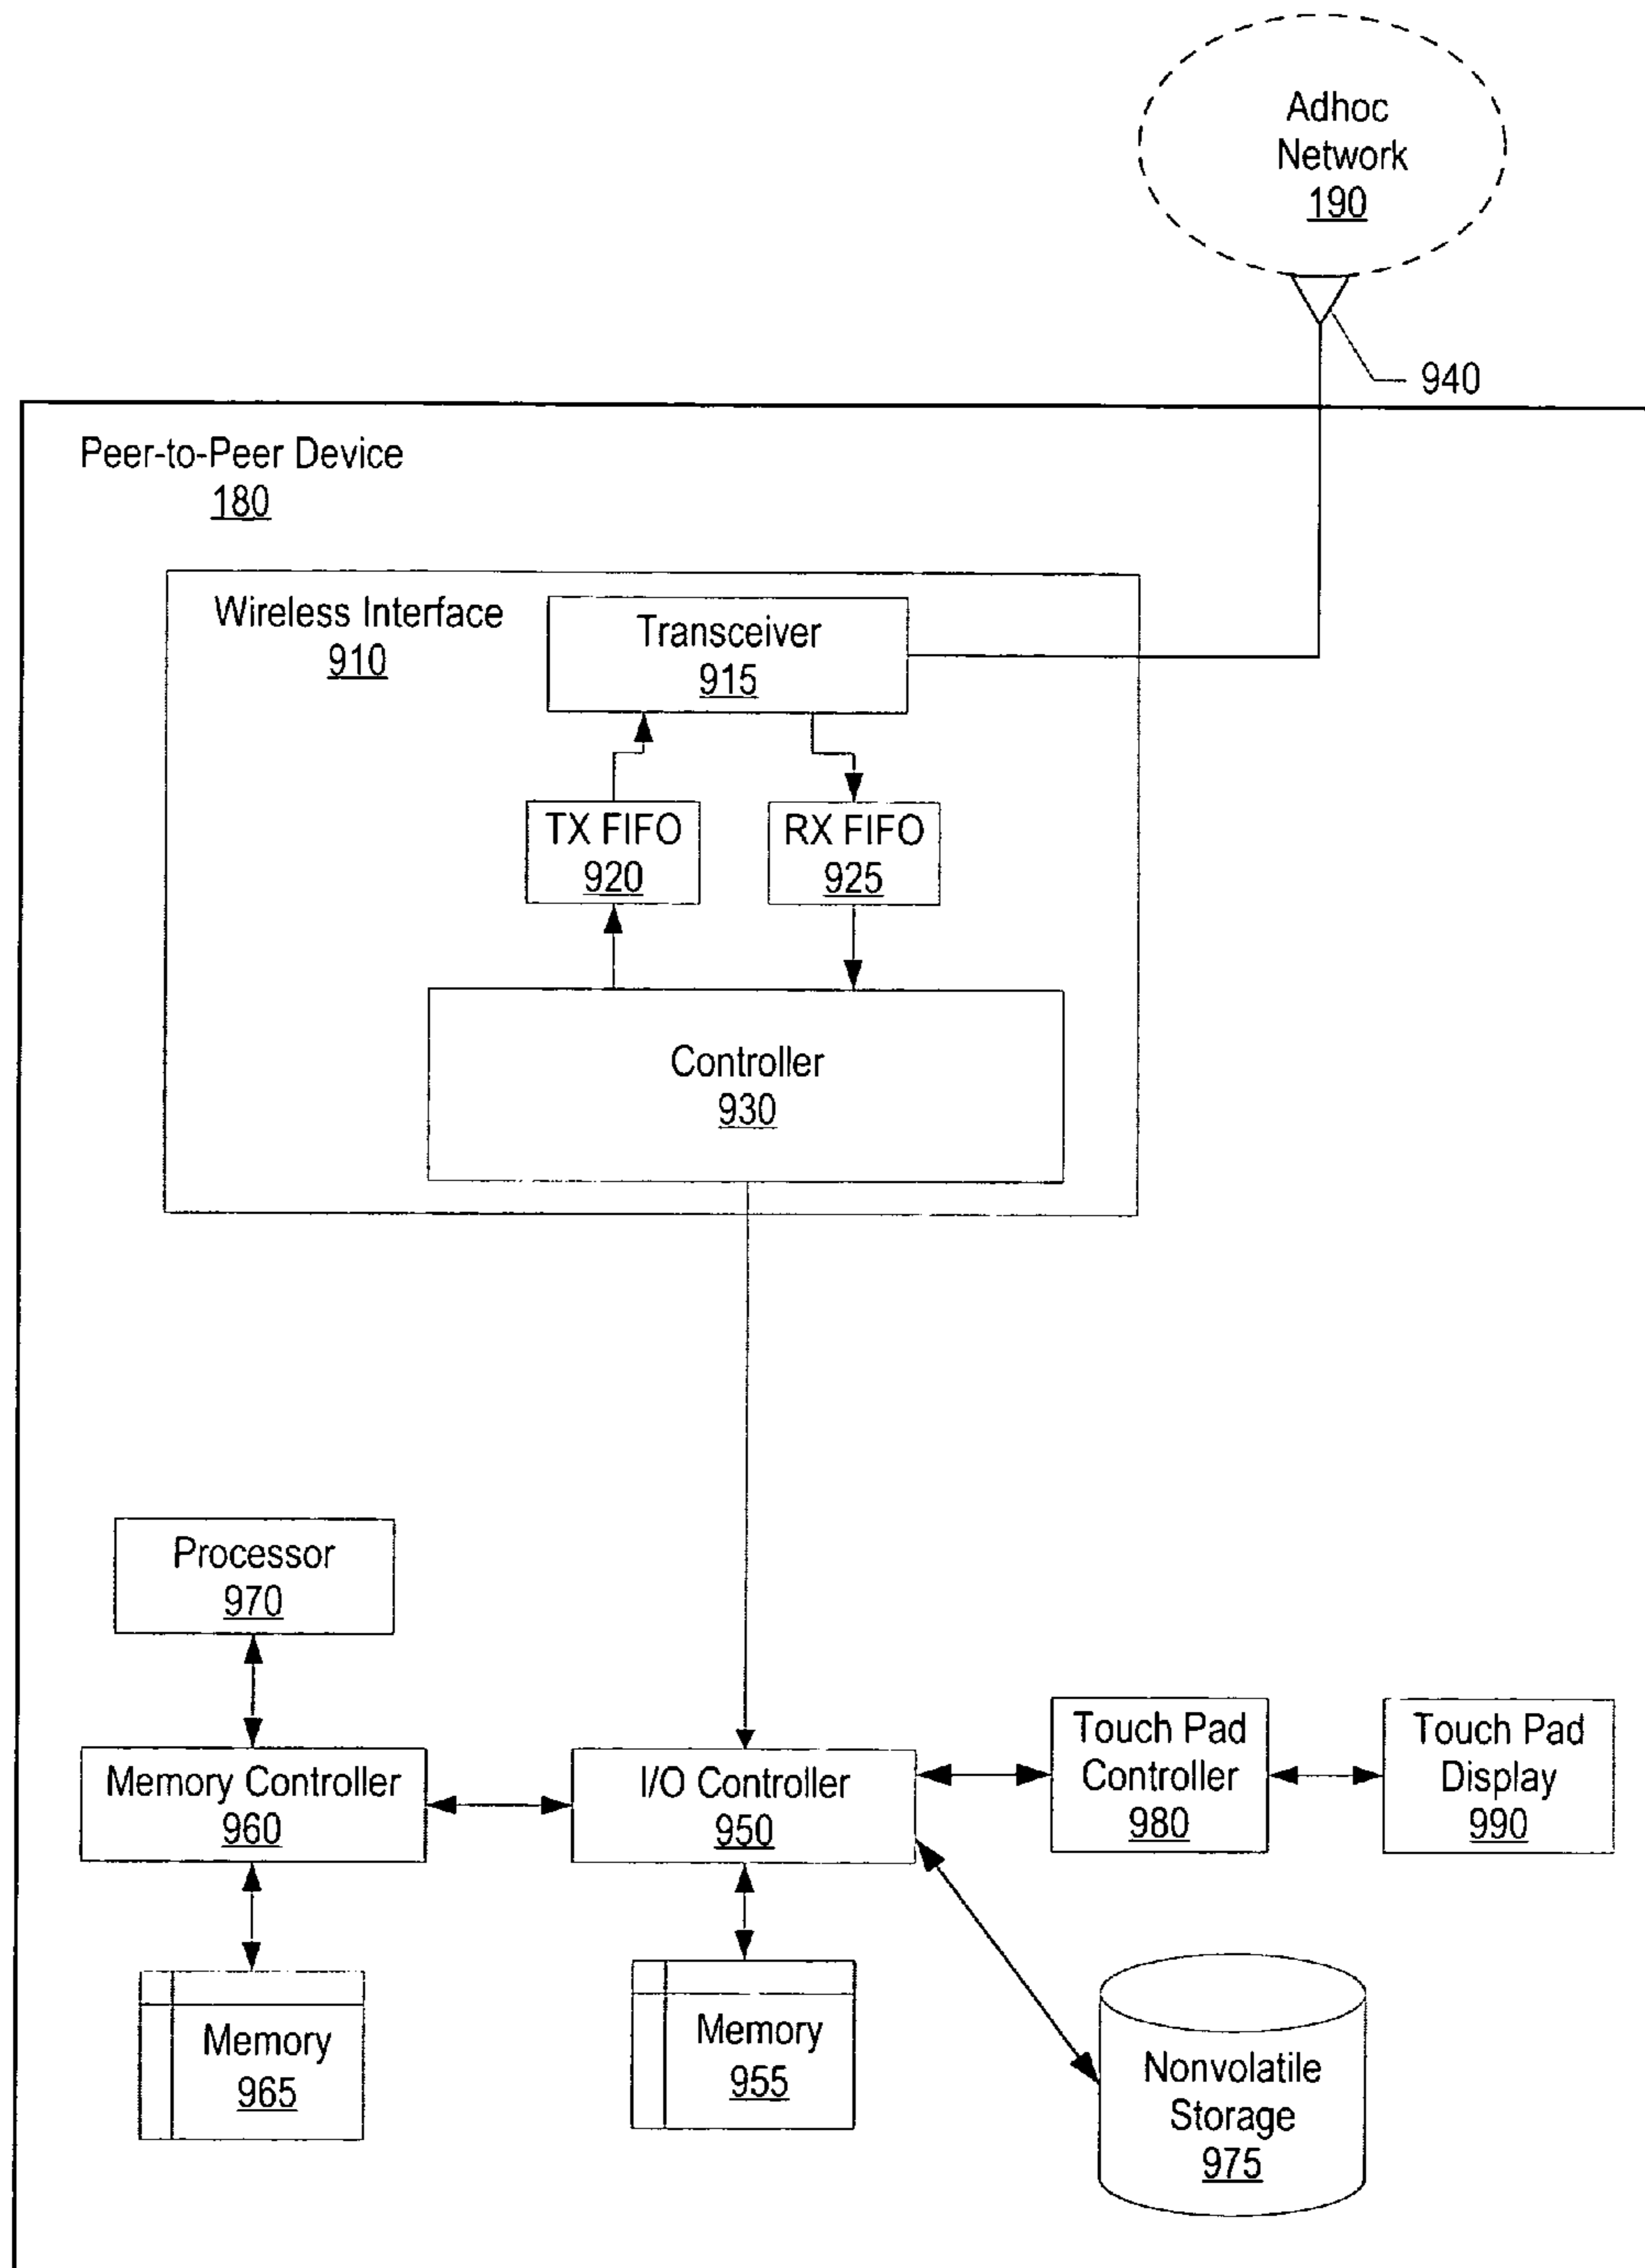 Adhoc
Network
190
940
Peer-to-Peer Device
180
Wireless Interface
910
Transceiver
915
TX FIFO
920
RX FIFO
925
Controller
930
Processor
970
Memory Controller
960
I/O Controller
950
Touch Pad
Controller
980
Touch Pad
Display
990
Memory
965
Memory
955
Nonvolatile
Storage
975